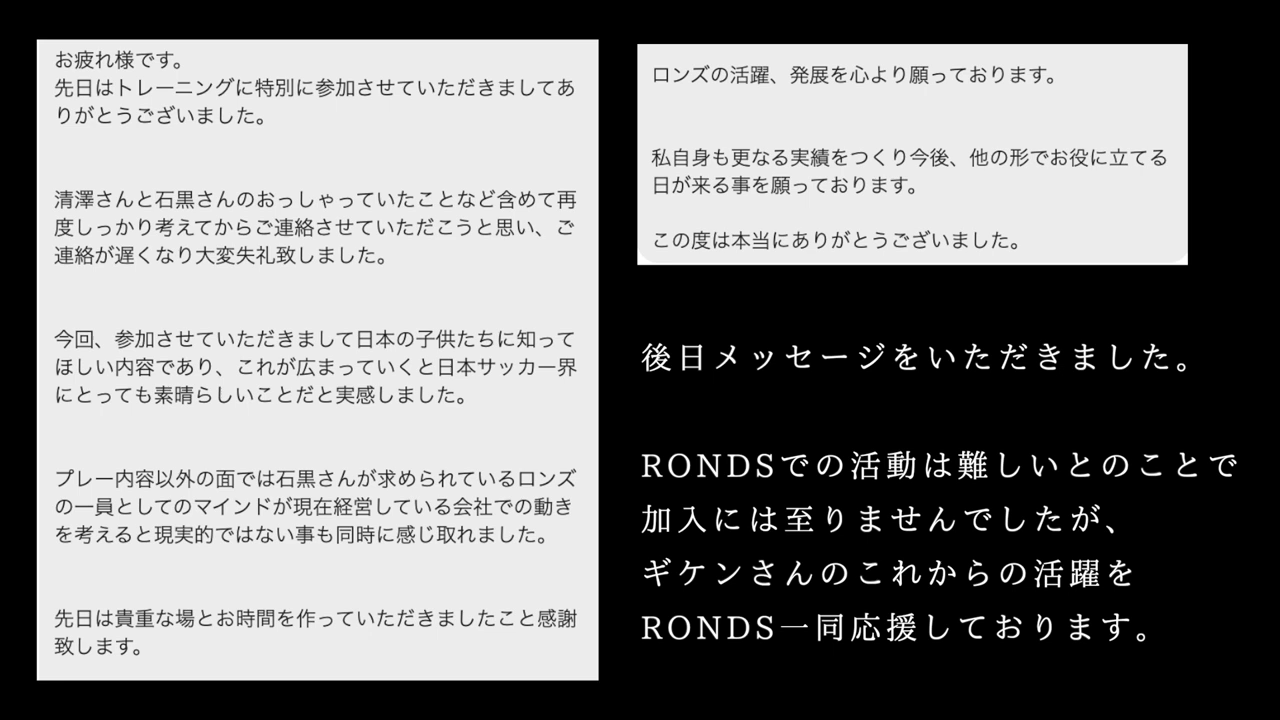 お疲れ様です。
先日はトレーニングに特別に参加させていただきましてあ
りがとうございました。
清澤さんと石黒さんのおっしゃっていたことなど含めて再
度しっかり考えてからご連絡させていただこうと思い、ご
連絡が遅くなり大変失礼致しました。
今回、参加させていただきまして日本の子供たちに知って
ほしい内容であり、これが広まっていくと日本サッカー界
にとっても素晴らしいことだと実感しました。
プレー内容以外の面では石黒さんが求められているロンズ
の一員としてのマインドが現在経営している会社での動き
を考えると現実的ではない事も同時に感じ取れました。
先日は貴重な場とお時間を作っていただきましたこと感謝
致します。
ロンズの活躍、発展を心より願っております。
私自身も更なる実績をつくり今後、他の形でお役に立てる
日が来る事を願っております。
この度は本当にありがとうございました。
後日メッセージをいただきました。
RONDSでの活動は難しいとのことで
加入には至りませんでしたが、
ギケンさんのこれからの活躍を
RONDS一同応援しております。